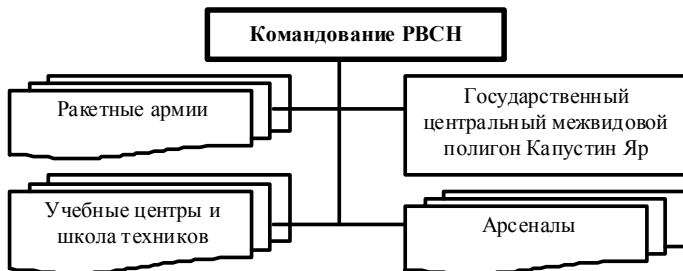 Командование РВСН
Ракетные армии
Государственный
центральный межвидовой
полигон Капустин Яр
Учебные центры и
школа техников
Арсеналы